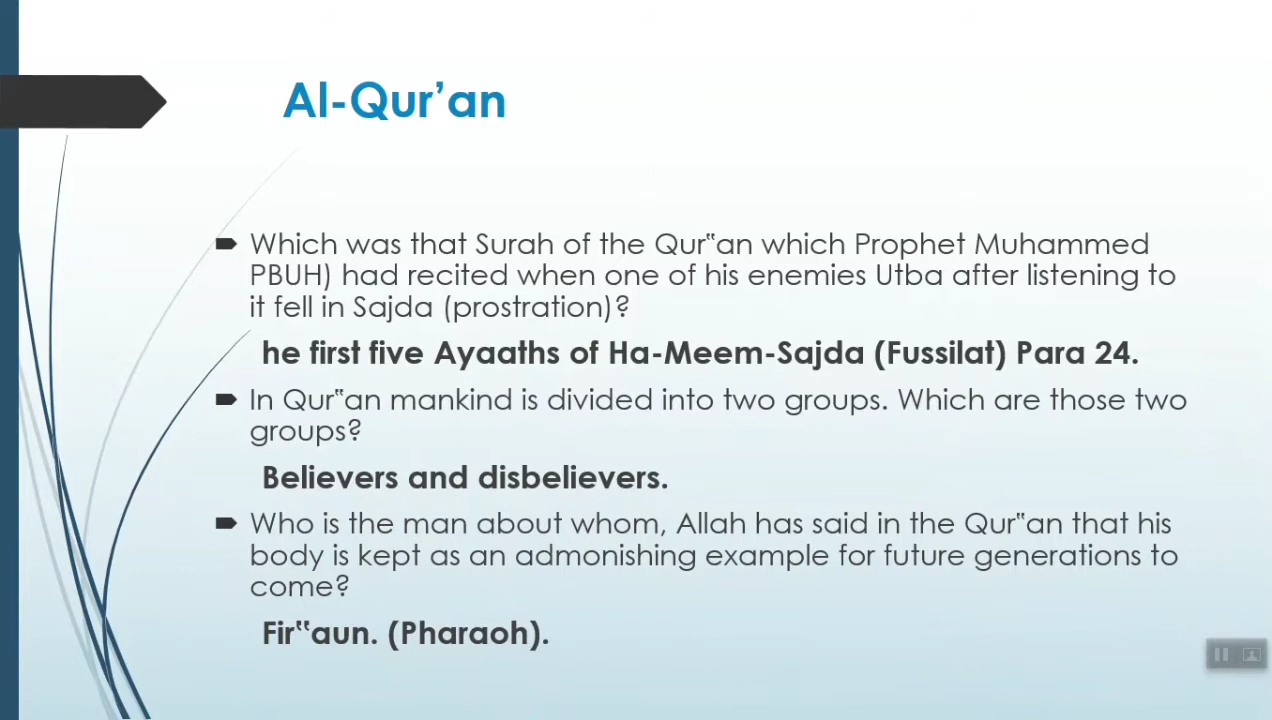 Al-Qur’an
Which was that Surah of the Qur‟an which Prophet Muhammed
PBUH) had recited when one of his enemies Utba after listening to
it fell in Sajda (prostration)?
he first five Ayaaths of Ha-Meem-Sajda (Fussilat) Para 24.
In Qur‟an mankind is divided into two groups. Which are those two
groups?
Believers and disbelievers.
Who is the man about whom, Allah has said in the Qur‟an that his
body is kept as an admonishing example for future generations to
come?
Fir‟aun. (Pharaoh).